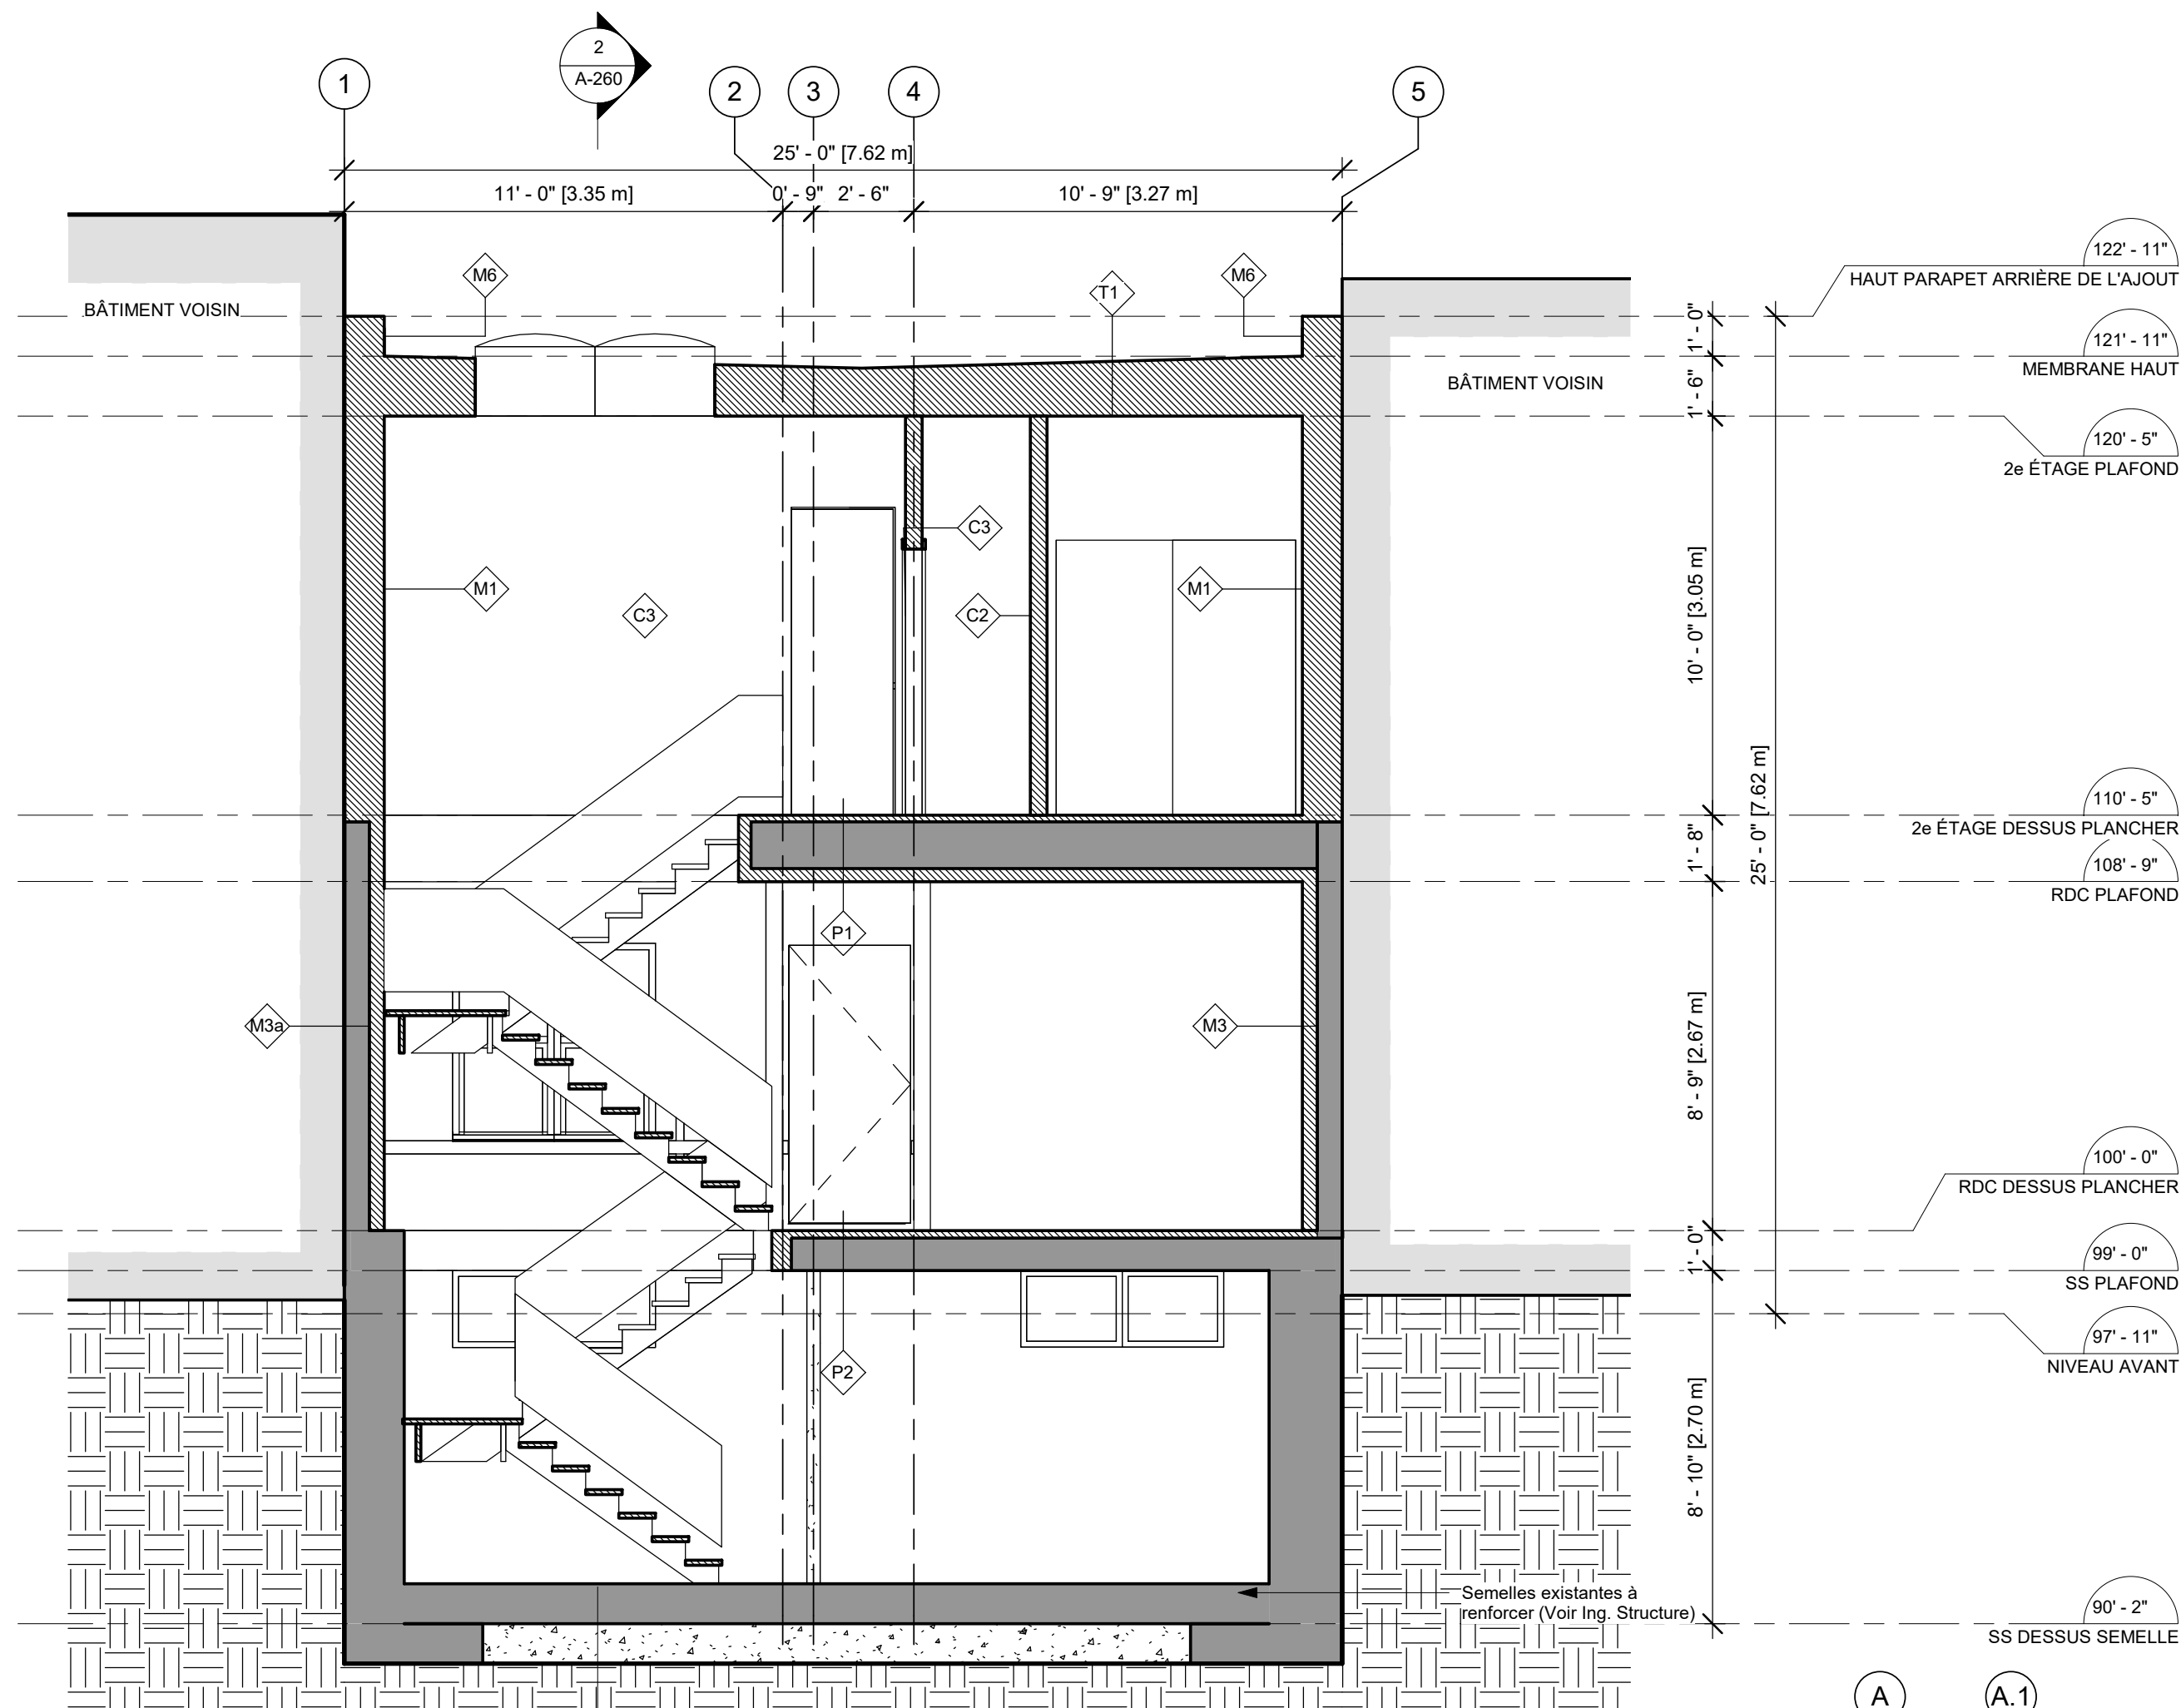 2
A-260
1
2
3
4
5
25' - 0" [7.62 m]
11' - 0" [3.35 m]
0' - 9"
2' - 6"
10' - 9" [3.27 m]
122' - 11"
HAUT PARAPET ARRIÈRE DE L'AJOUT
M6
M6
T1
BÂTIMENT VOISIN
1' - 0"
121' - 11"
MEMBRANE HAUT
BÂTIMENT VOISIN
1' - 6"
120' - 5"
2e ÉTAGE PLAFOND
C3
M1
C3
C2
M1
10' - 0" [3.05 m]
110' - 5"
2e ÉTAGE DESSUS PLANCHER
1' - 8"
25' - 0" [7.62 m]
108' - 9"
RDC PLAFOND
P1
M3a
M3
8' - 9" [2.67 m]
100' - 0"
RDC DESSUS PLANCHER
1' - 0"
99' - 0"
SS PLAFOND
97' - 11"
NIVEAU AVANT
P2
8' - 10" [2.70 m]
Semelles existantes à
renforcer (Voir Ing. Structure)
90' - 2"
SS DESSUS SEMELLE
A
A.1